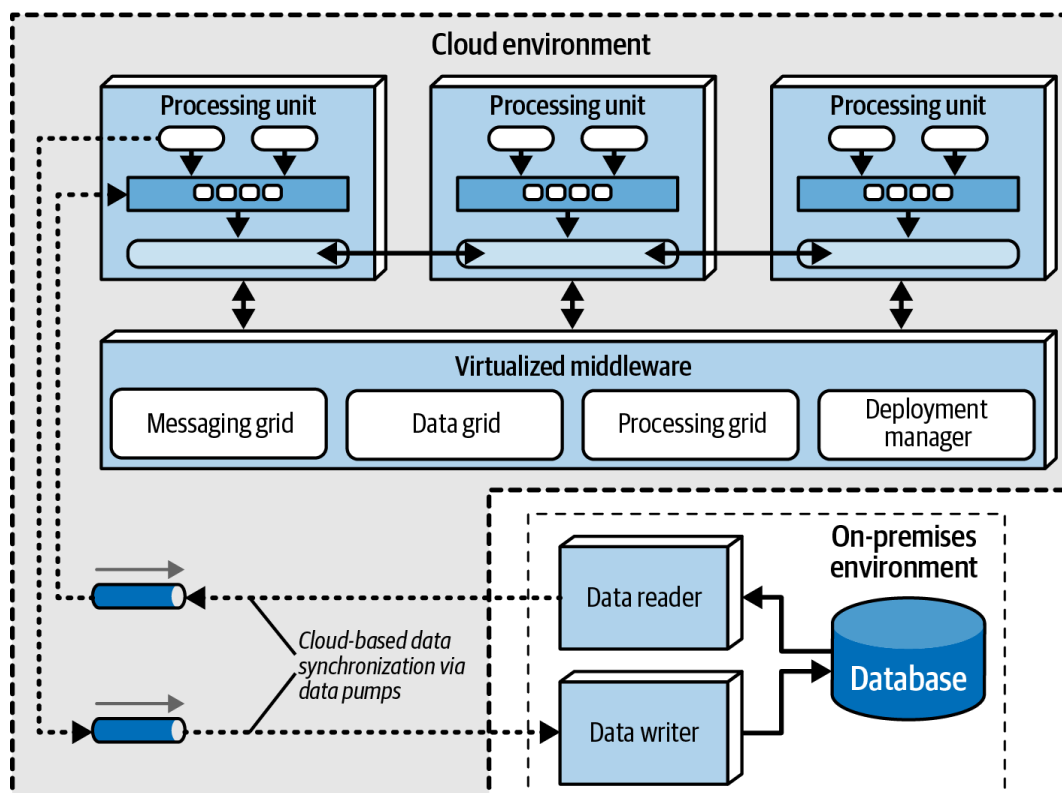 Cloud environment
Processing unit
Processing unit
Processing unit
Virtualized middleware
Messaging grid
Data grid
Processing grid
Deployment
manager
On-premises
environment
Data reader
Database
Cloud-based data
synchronization via
data pumps
Data writer